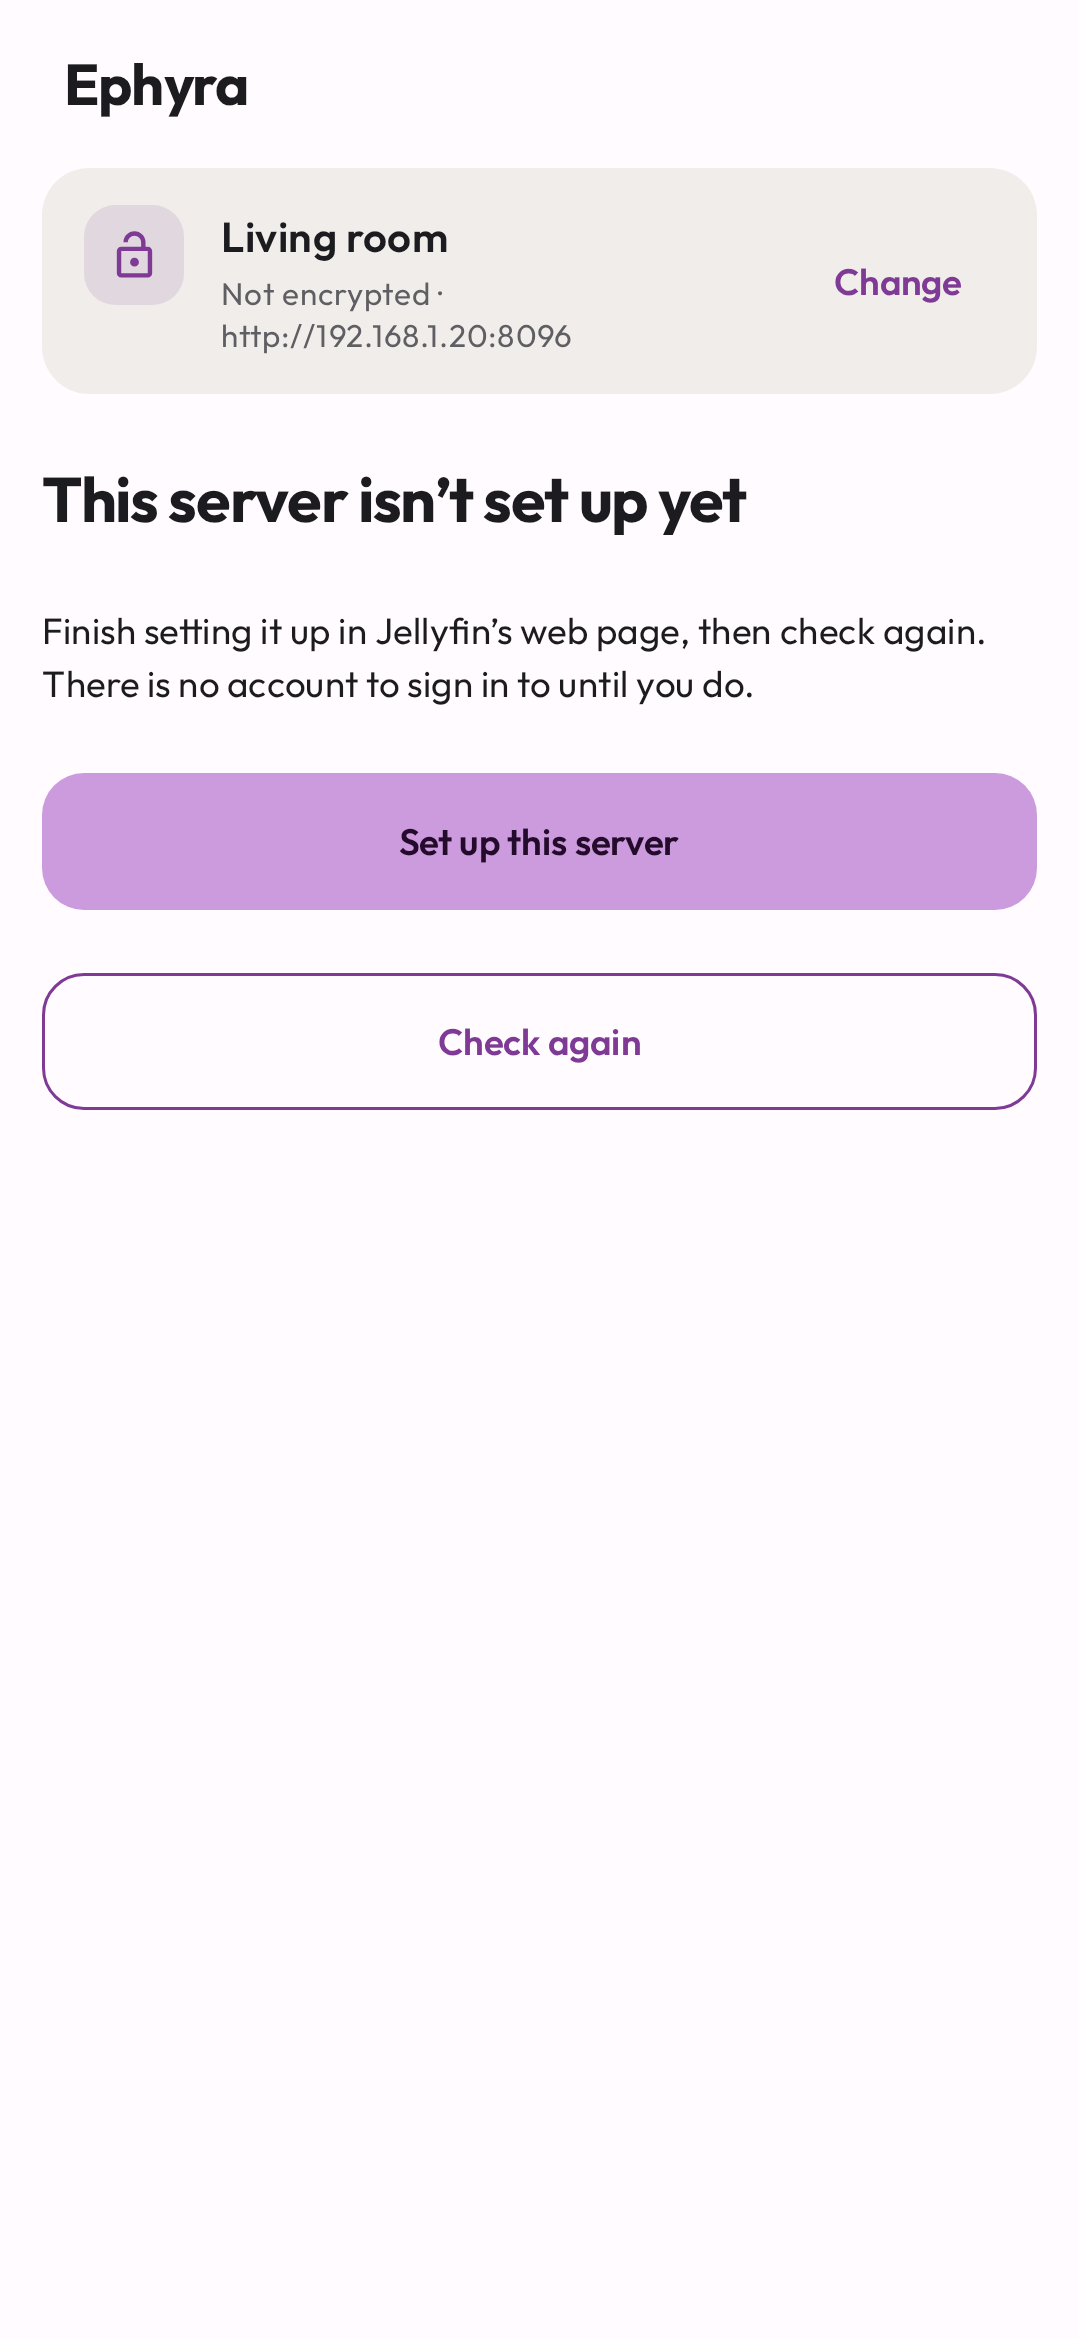 Ephyra
Living room
Not encrypted ·
http://192.168.1.20:8096
Change
This server isn’t set up yet
Finish setting it up in Jellyfin’s web page, then check again.
There is no account to sign in to until you do.
Set up this server
Check again